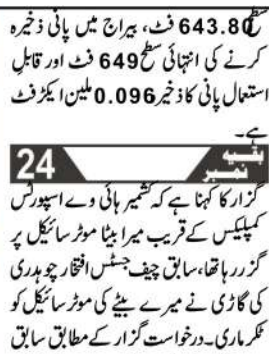 سطح 643.80 فٹ، بیراج میں پانی ذخیرہ
کرنے کی انتہائی سطح 649 فٹ اور قابل
استعمال پانی کا ذخیر 0.096 ملین ایکڑ فٹ
ہے۔
بقیہ نمبر 24
گزار کا کہنا ہے کہ کشمیر ہائی وے اسپورٹس
کمپلیکس کے قریب میرا بیٹا موٹر سائیکل پر
گزر رہا تھا، سابق چیف جسٹس افتخار چوہدری
کی گاڑی نے میرے بیٹے کی موٹر سائیکل کو
ٹکر ماری۔ درخواست گزار کے مطابق سابق